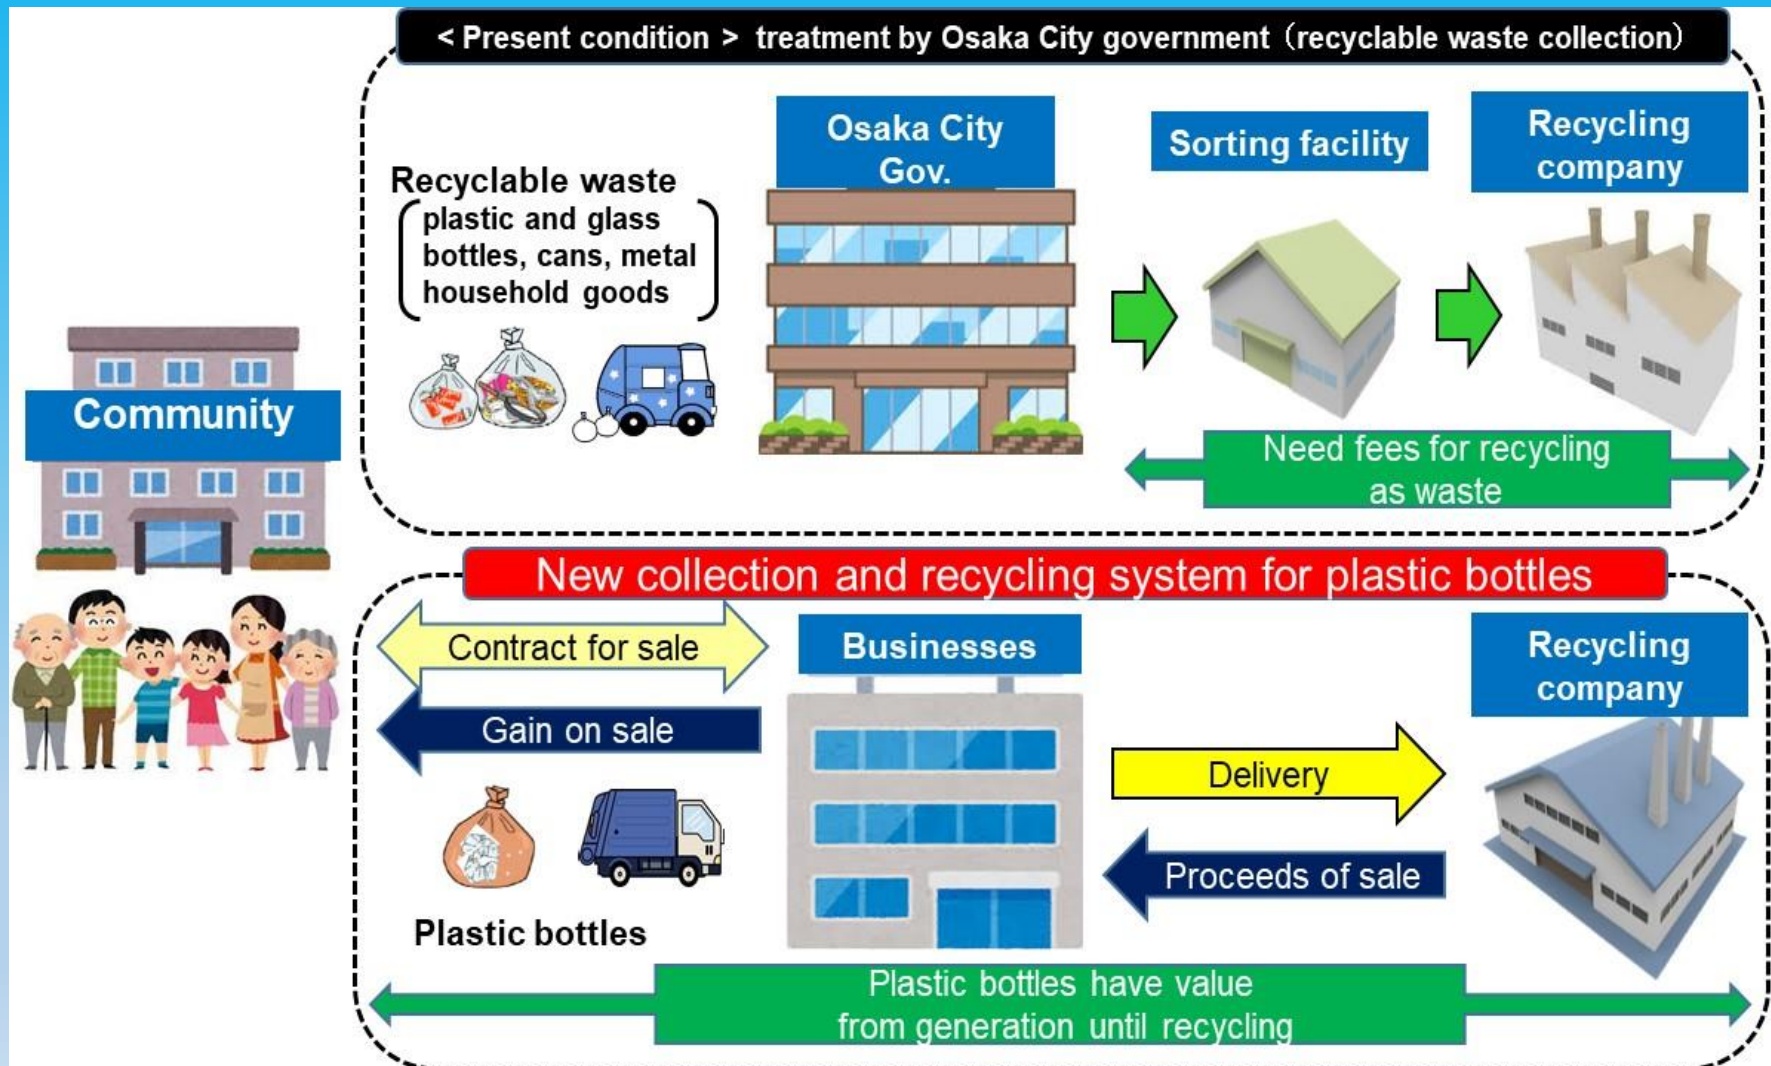 < Present condition > treatment by Osaka City government（recyclable waste collection）
Osaka City
Gov.
Sorting facility
Recycling
company
Recyclable waste
plastic and glass
bottles, cans, metal
household goods
Community
Need fees for recycling
as waste
New collection and recycling system for plastic bottles
Contract for sale
Gain on sale
Businesses
Recycling
company
Delivery
Proceeds of sale
Plastic bottles
Plastic bottles have value
from generation until recycling